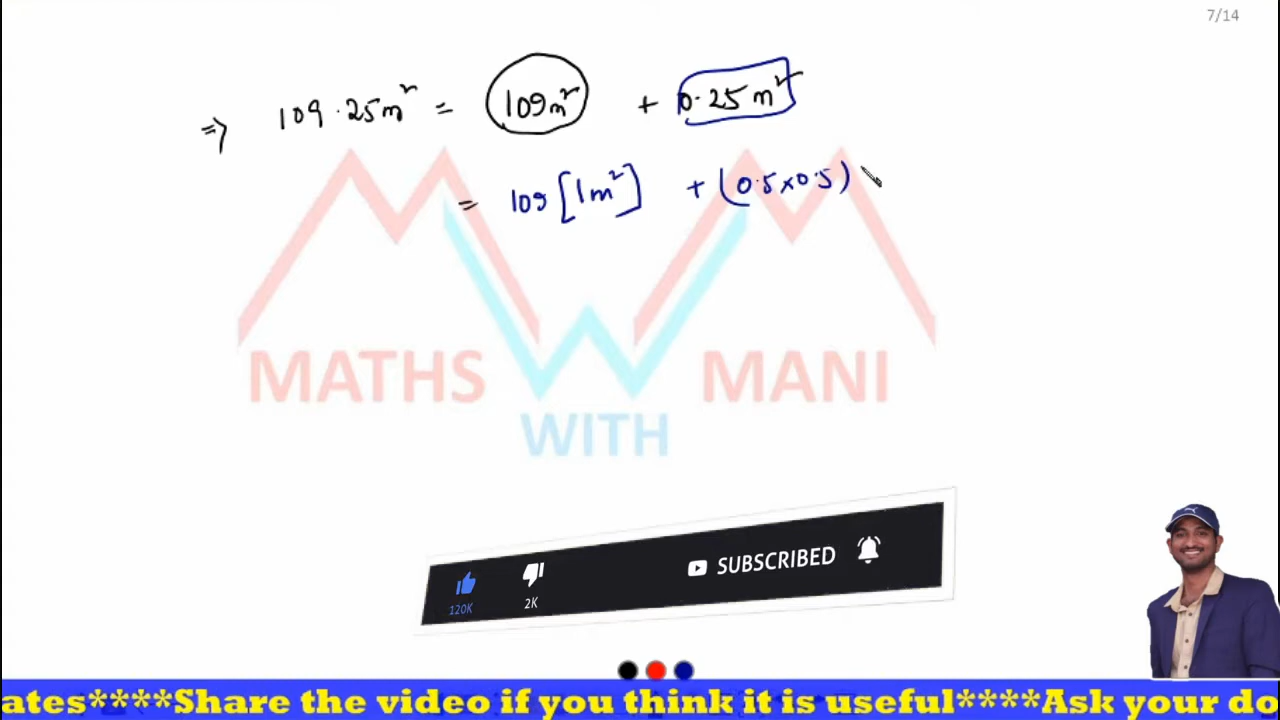 7/14
⇒ 109.25m² = 109m² + 0.25m²
= 109[1m²] + (0.5×0.5)
MATHS MANI
WITH
SUBSCRIBED
120K 2K
ates****Share the video if you think it is useful****Ask your do